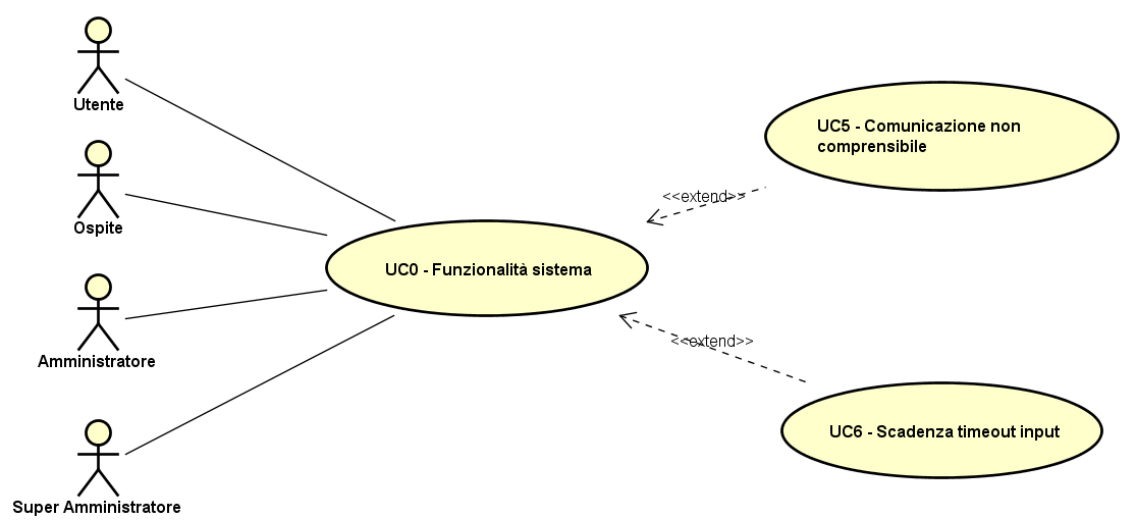 Utente
Ospite
Amministratore
Super Amministratore
UC0 - Funzionalità sistema
<<extend>>
<<extend>>
UC5 - Comunicazione non
comprensibile
UC6 - Scadenza timeout input